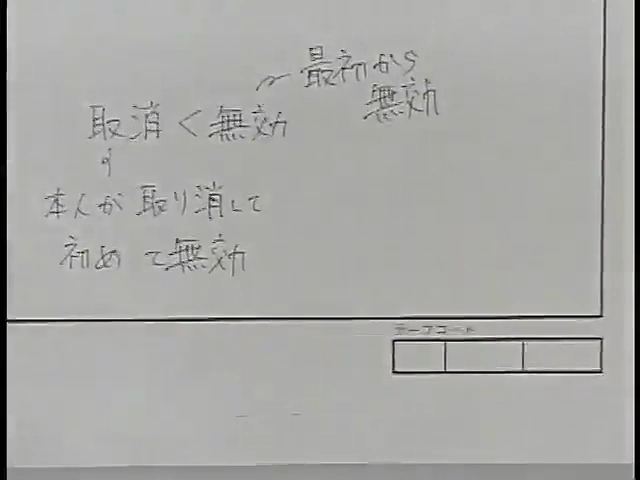 最初から
無効
取消＜無効
本人が取り消して
初めて無効
テープコード